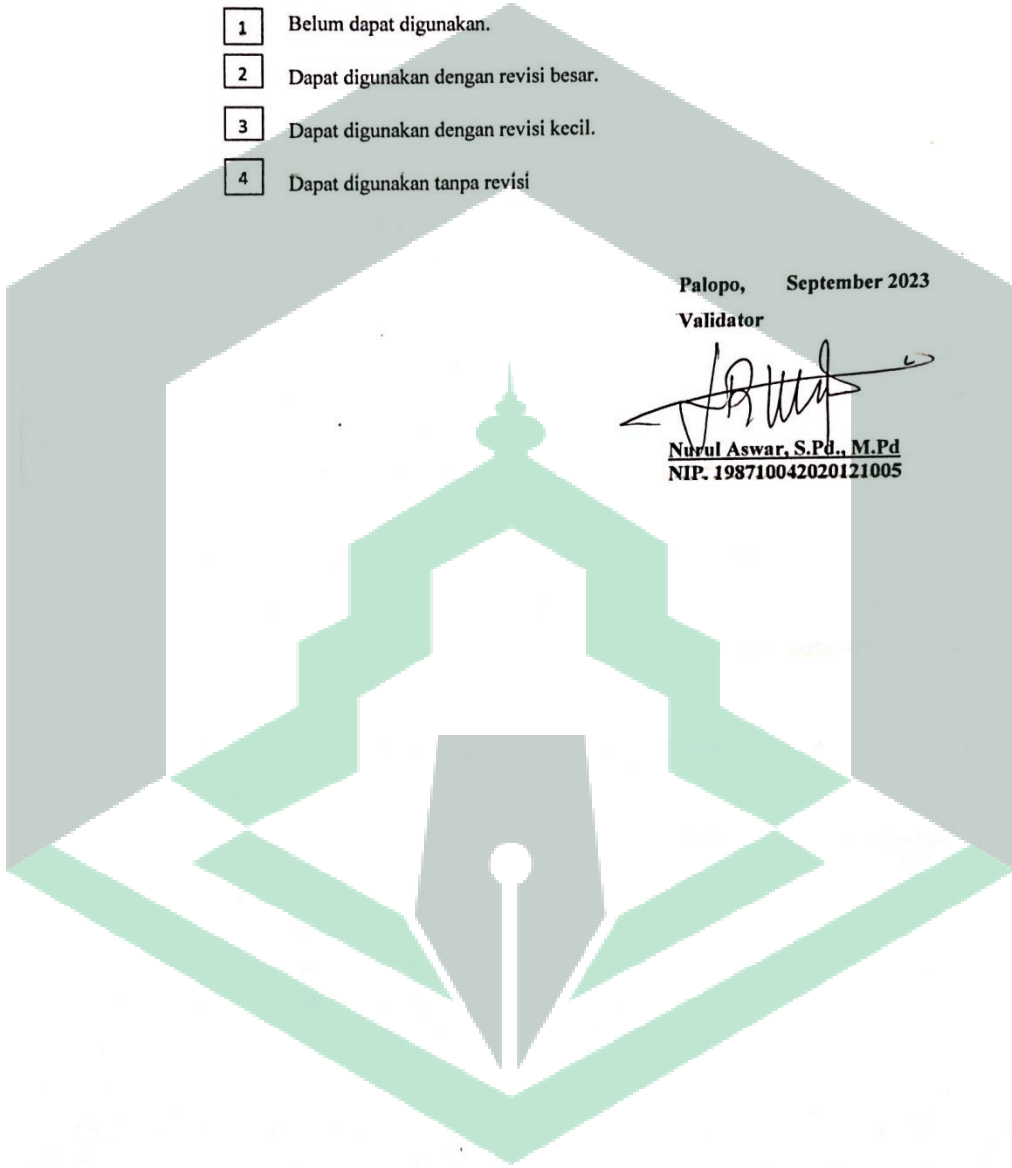 1 Belum dapat digunakan.
2 Dapat digunakan dengan revisi besar.
3 Dapat digunakan dengan revisi kecil.
4 Dapat digunakan tanpa revisi
Palopo, September 2023
Validator
Nurul Aswar, S.Pd., M.Pd
NIP. 198710042020121005